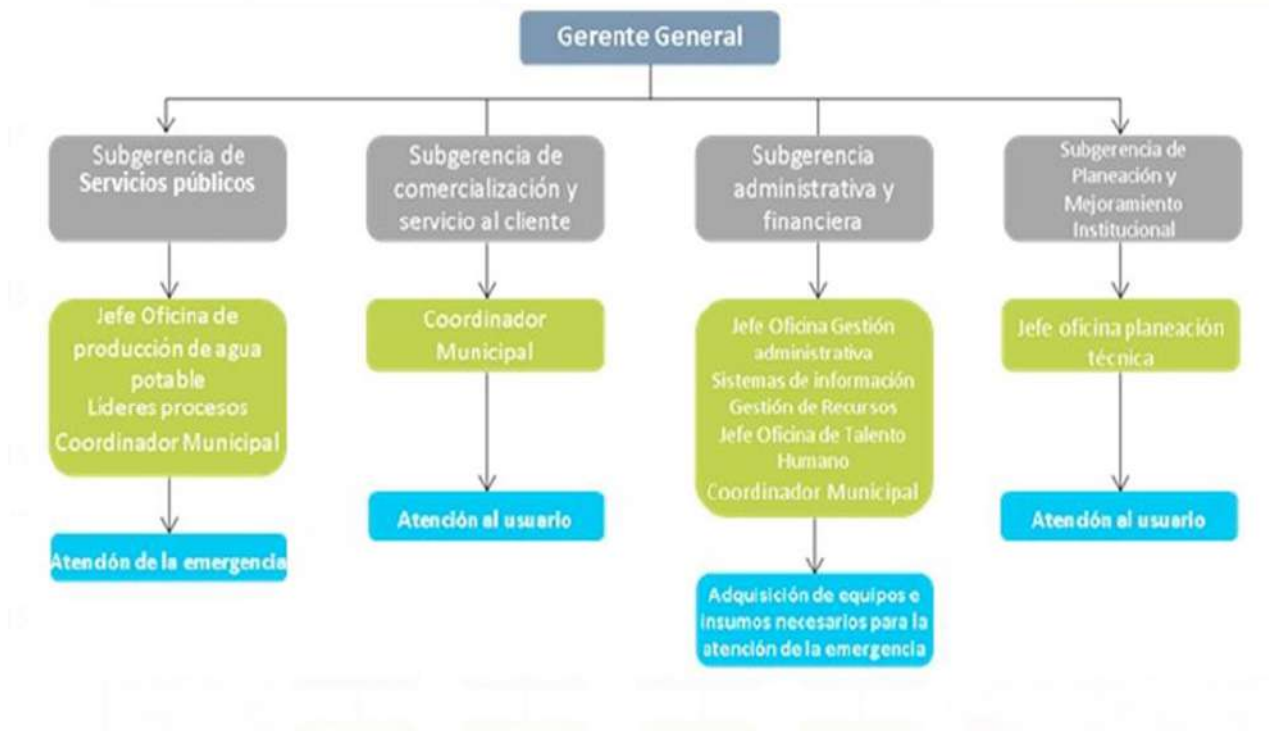 Gerente General
Subgerencia de
Servicios públicos
Subgerencia de
comercialización y
servicio al cliente
Subgerencia
administrativa y
financiera
Subgerencia de
Planeación y
Mejoramiento
Institucional
Jefe Oficina de
producción de agua
potable
Lideres procesos
Coordinador Municipal
Coordinador
Municipal
Jefe Oficina Gestión
administrativa
Sistemas de información
Gestión de Recursos
Jefe Oficina de Talento
Humano
Coordinador Municipal
Jefe oficina planeación
técnica
Atención de la emergencia
Atención al usuario
Adquisición de equipos e
insumos necesarios para la
atención de la emergencia
Atención al usuario